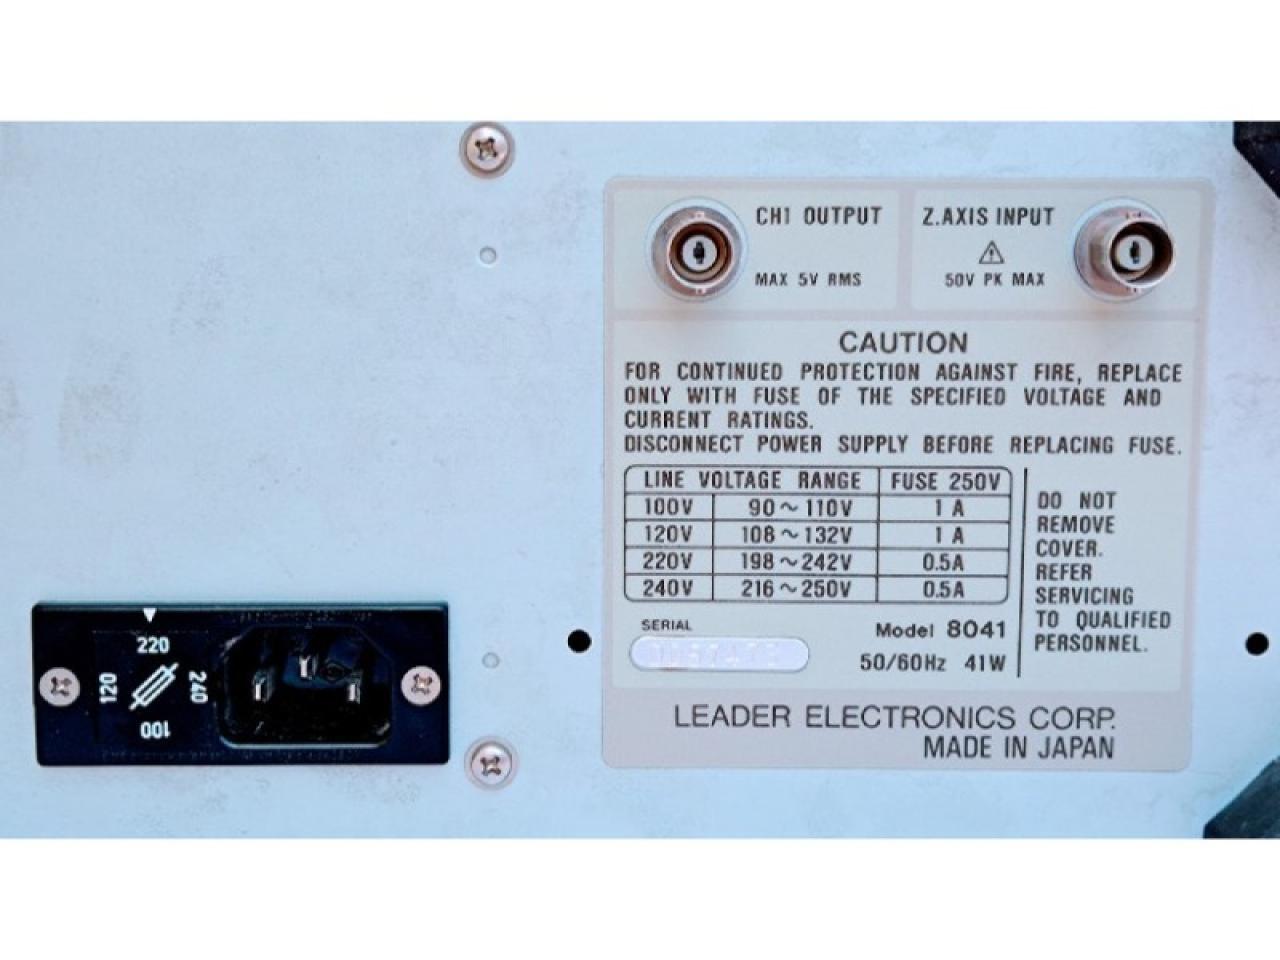 CH1 OUTPUT
MAX 5V RMS
Z.AXIS INPUT
50V PK MAX
CAUTION
FOR CONTINUED PROTECTION AGAINST FIRE, REPLACE
ONLY WITH FUSE OF THE SPECIFIED VOLTAGE AND
CURRENT RATINGS.
DISCONNECT POWER SUPPLY BEFORE REPLACING FUSE.
LINE VOLTAGE RANGE FUSE 250V
100V 90~110V 1 A
120V 108~132V 1 A
220V 198~242V 0.5A
240V 216~250V 0.5A
DO NOT
REMOVE
COVER.
REFER
SERVICING
TO QUALIFIED
PERSONNEL.
SERIAL
Model 8041
50/60Hz 41W
LEADER ELECTRONICS CORP.
MADE IN JAPAN
220
120
240
100